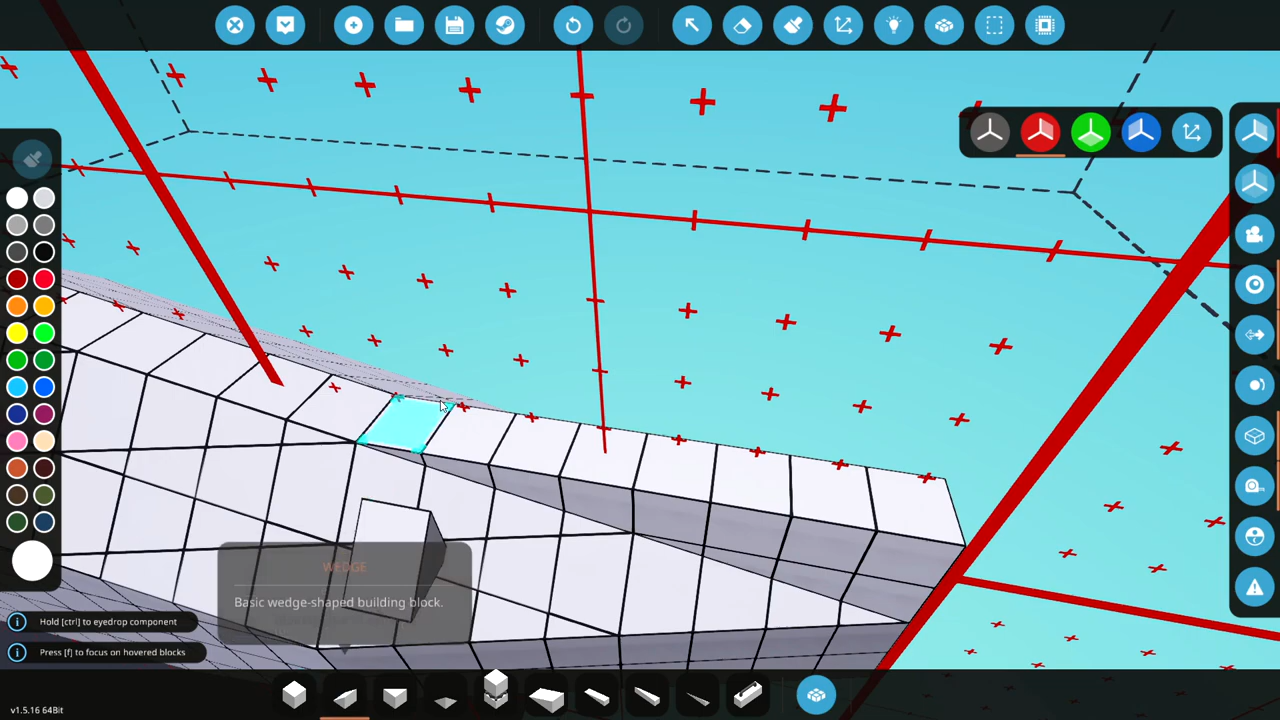 WEDGE
Basic wedge-shaped building block.
Hold [ctrl] to eyedrop component
Press [f] to focus on hovered blocks
v1.5.16 64Bit